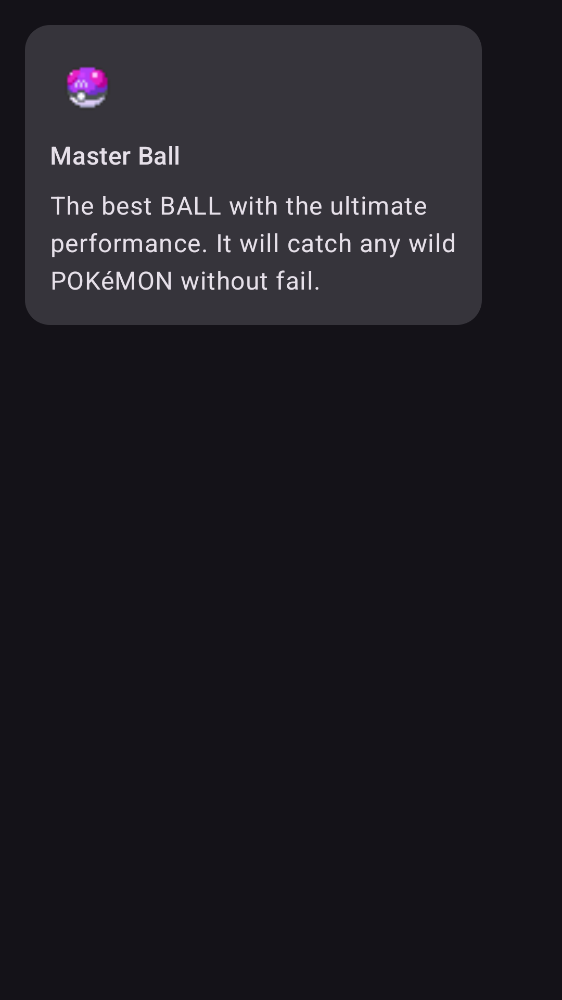 Master Ball
The best BALL with the ultimate
performance. It will catch any wild
POKéMON without fail.